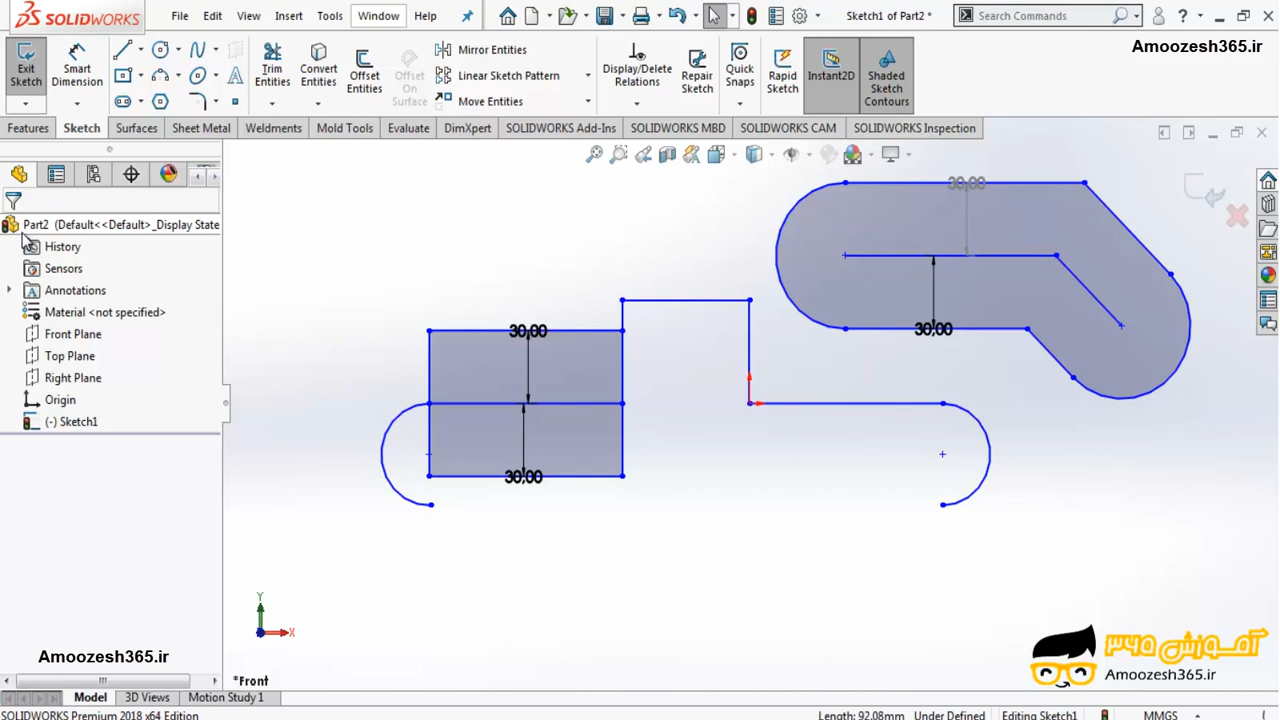 SOLIDWORKS
File Edit View Insert Tools Window Help
Sketch1 of Part2 *
Search Commands
?
Amoozesh365.ir
Exit Sketch
Smart Dimension
Trim Entities
Convert Entities
Offset Entities
Offset On Surface
Mirror Entities
Linear Sketch Pattern
Move Entities
Display/Delete Relations
Repair Sketch
Quick Snaps
Rapid Sketch
Instant2D
Shaded Sketch Contours
Features Sketch Surfaces Sheet Metal Weldments Mold Tools Evaluate DimXpert SOLIDWORKS Add-Ins SOLIDWORKS MBD SOLIDWORKS CAM SOLIDWORKS Inspection
Part2 (Default<<Default>_Display State
History
Sensors
Annotations
Material <not specified>
Front Plane
Top Plane
Right Plane
Origin
(-) Sketch1
30,00
30,00
30,00
30,00
Y
X
*Front
Amoozesh365.ir
آموزش ۳۶۵
Amoozesh365.ir
Model 3D Views Motion Study 1
SOLIDWORKS Premium 2018 x64 Edition
Length: 92.08mm Under Defined Editing Sketch1 MMGS